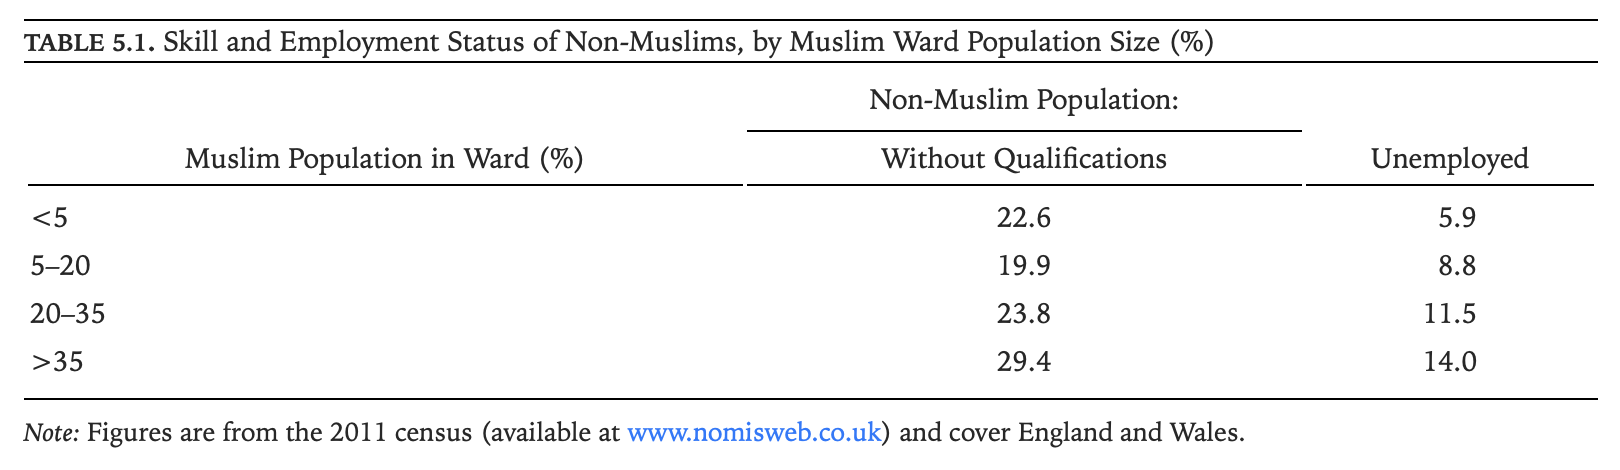 TABLE 5.1. Skill and Employment Status of Non-Muslims, by Muslim Ward Population Size (%)
Non-Muslim Population:
Muslim Population in Ward (%) Without Qualifications Unemployed
<5 22.6 5.9
5–20 19.9 8.8
20–35 23.8 11.5
>35 29.4 14.0
Note: Figures are from the 2011 census (available at www.nomisweb.co.uk) and cover England and Wales.